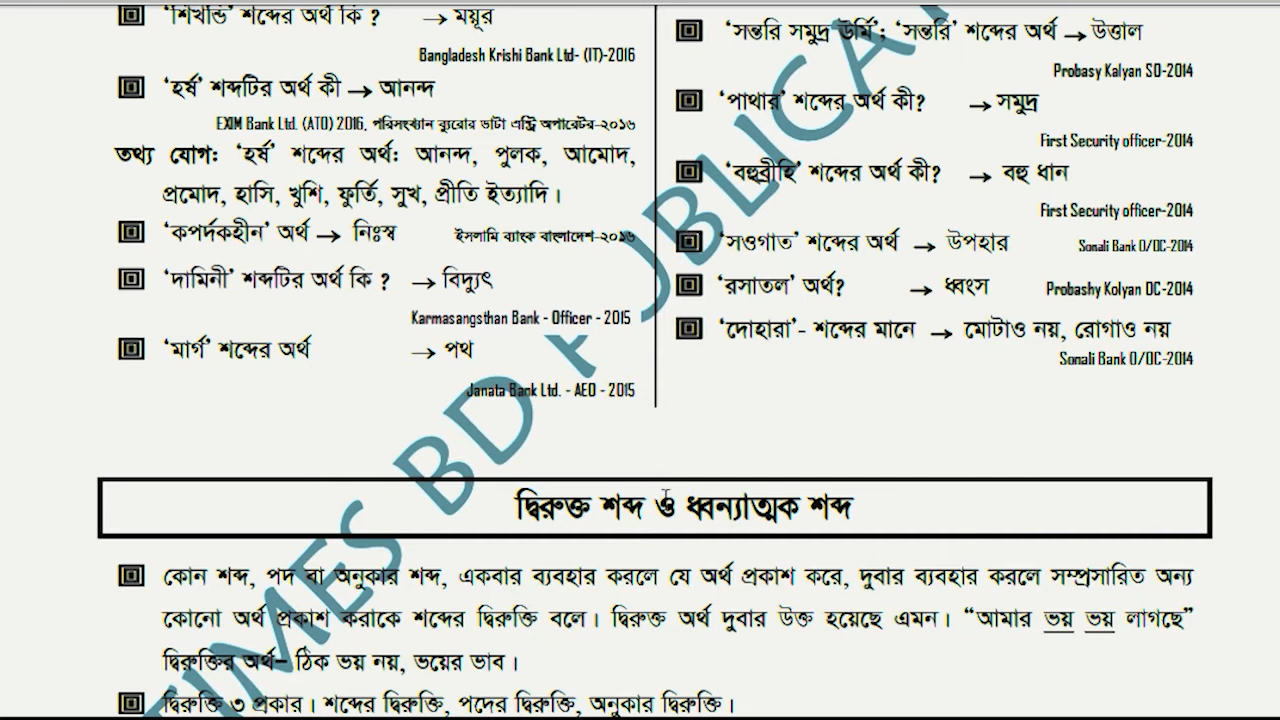 ‘শিখন্ডি’ শব্দের অর্থ কি ? → ময়ূর
Bangladesh Krishi Bank Ltd- (IT)-2016
‘হর্ষ’ শব্দটির অর্থ কী → আনন্দ
EXIM Bank Ltd. (ATO) 2016, পরিসংখ্যান ব্যুরোর ডাটা এন্ট্রি অপারেটর-২০১৬
তথ্য যোগ: ‘হর্ষ’ শব্দের অর্থ: আনন্দ, পুলক, আমোদ,
প্রমোদ, হাসি, খুশি, ফুর্তি, সুখ, প্রীতি ইত্যাদি।
‘কপর্দকহীন’ অর্থ → নিঃস্ব ইসলামি ব্যাংক বাংলাদেশ-২০১৬
‘দামিনী’ শব্দটির অর্থ কি ? → বিদ্যুৎ
Karmasangsthan Bank - Officer - 2015
‘মার্গ’ শব্দের অর্থ → পথ
Janata Bank Ltd. - AEO - 2015
‘সন্তরি সমুদ্র উর্মি’; ‘সন্তরি’ শব্দের অর্থ → উত্তাল
Probasy Kalyan SO-2014
‘পাথার’ শব্দের অর্থ কী? → সমুদ্র
First Security officer-2014
‘বহুব্রীহি’ শব্দের অর্থ কী? → বহু ধান
First Security officer-2014
‘সওগাত’ শব্দের অর্থ → উপহার Sonali Bank O/OC-2014
‘রসাতল’ অর্থ? → ধ্বংস Probashy Kolyan OC-2014
‘দোহারা’- শব্দের মানে → মোটাও নয়, রোগাও নয়
Sonali Bank O/OC-2014
দ্বিরুক্ত শব্দ ও ধ্বন্যাত্মক শব্দ
কোন শব্দ, পদ বা অনুকার শব্দ, একবার ব্যবহার করলে যে অর্থ প্রকাশ করে, দুবার ব্যবহার করলে সম্প্রসারিত অন্য
কোনো অর্থ প্রকাশ করাকে শব্দের দ্বিরুক্তি বলে। দ্বিরুক্ত অর্থ দুবার উক্ত হয়েছে এমন। “আমার ভয় ভয় লাগছে”
দ্বিরুক্তির অর্থ– ঠিক ভয় নয়, ভয়ের ভাব।
দ্বিরুক্তি ৩ প্রকার। শব্দের দ্বিরুক্তি, পদের দ্বিরুক্তি, অনুকার দ্বিরুক্তি।
TIMES BD PUBLICAT